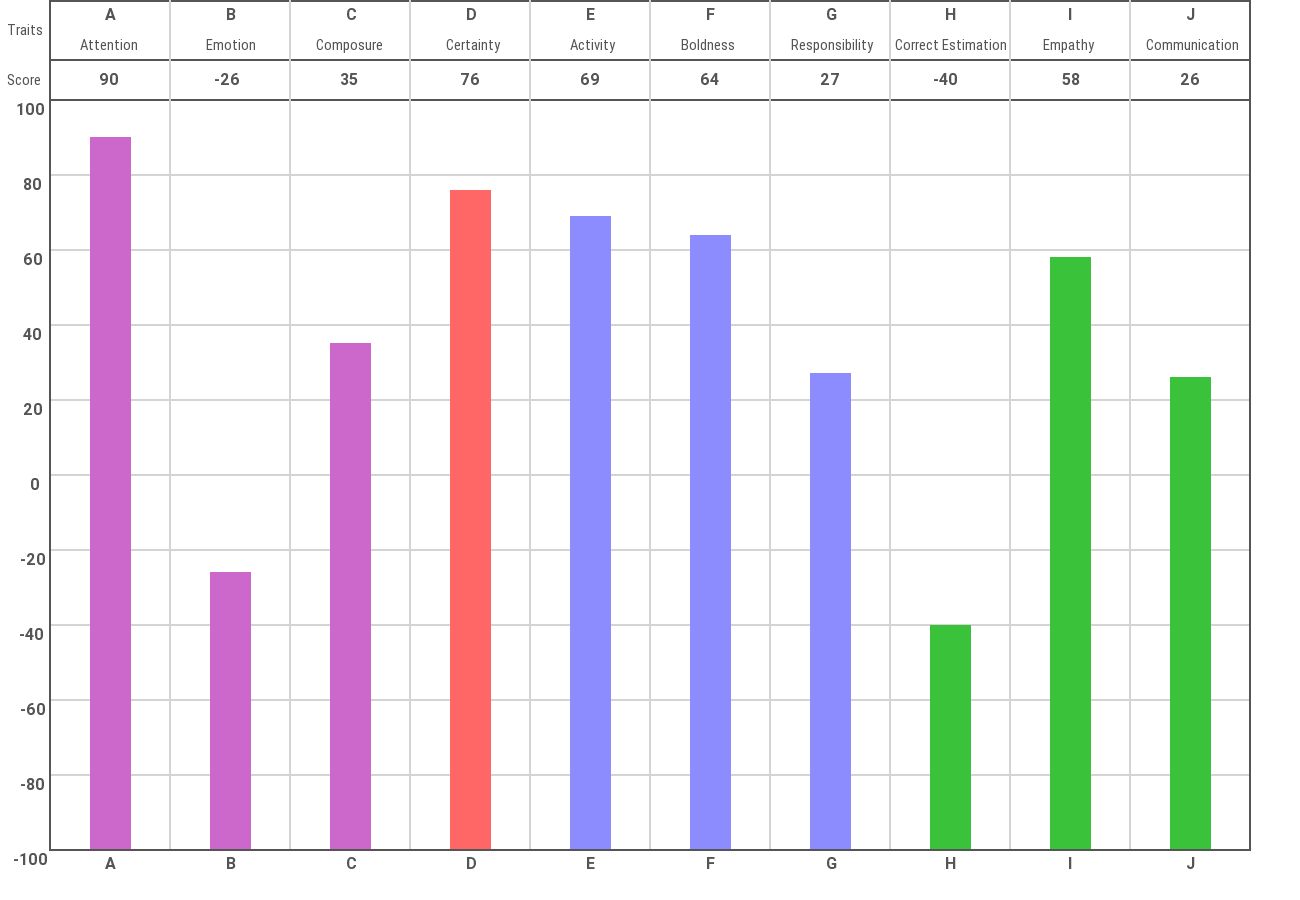 A B C D E F G H I J
Traits
Attention Emotion Composure Certainty Activity Boldness Responsibility Correct Estimation Empathy Communication
Score 90 -26 35 76 69 64 27 -40 58 26
100
80
60
40
20
0
-20
-40
-60
-80
-100
A B C D E F G H I J